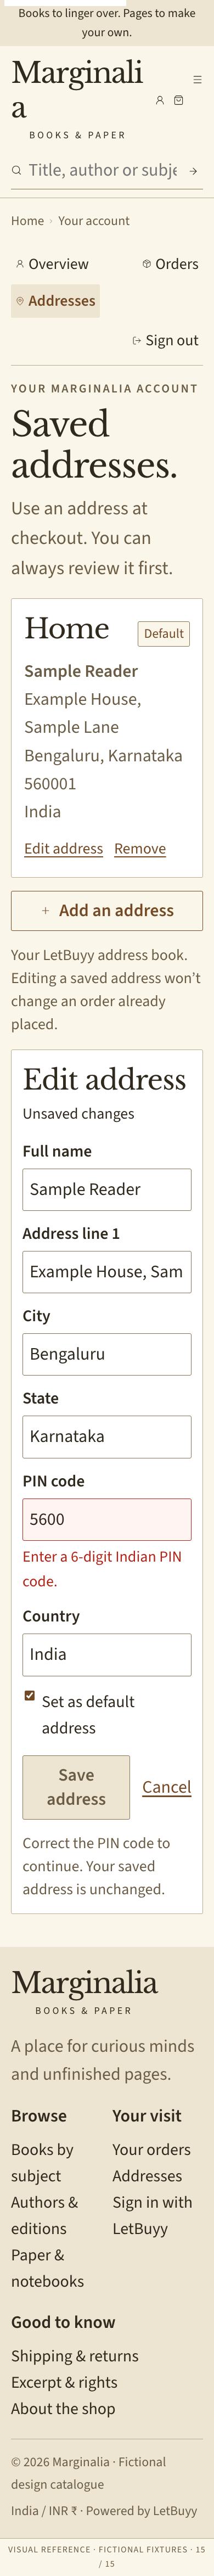 Books to linger over. Pages to make
your own.
Marginali
a
BOOKS & PAPER
Title, author or subje
Home › Your account
Overview
Orders
Addresses
Sign out
YOUR MARGINALIA ACCOUNT
Saved
addresses.
Use an address at
checkout. You can
always review it first.
Home
Default
Sample Reader
Example House,
Sample Lane
Bengaluru, Karnataka
560001
India
Edit address Remove
+ Add an address
Your LetBuyy address book.
Editing a saved address won’t
change an order already
placed.
Edit address
Unsaved changes
Full name
Sample Reader
Address line 1
Example House, Sam
City
Bengaluru
State
Karnataka
PIN code
5600
Enter a 6-digit Indian PIN
code.
Country
India
Set as default
address
Save
address
Cancel
Correct the PIN code to
continue. Your saved
address is unchanged.
Marginalia
BOOKS & PAPER
A place for curious minds
and unfinished pages.
Browse
Books by
subject
Authors &
editions
Paper &
notebooks
Your visit
Your orders
Addresses
Sign in with
LetBuyy
Good to know
Shipping & returns
Excerpt & rights
About the shop
© 2026 Marginalia · Fictional
design catalogue
India / INR ₹ · Powered by LetBuyy
VISUAL REFERENCE · FICTIONAL FIXTURES · 15
/ 15